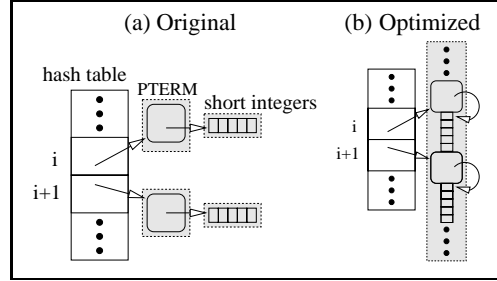 (a) Original
(b) Optimized
hash table
PTERM
short integers
i
i+1
i
i+1